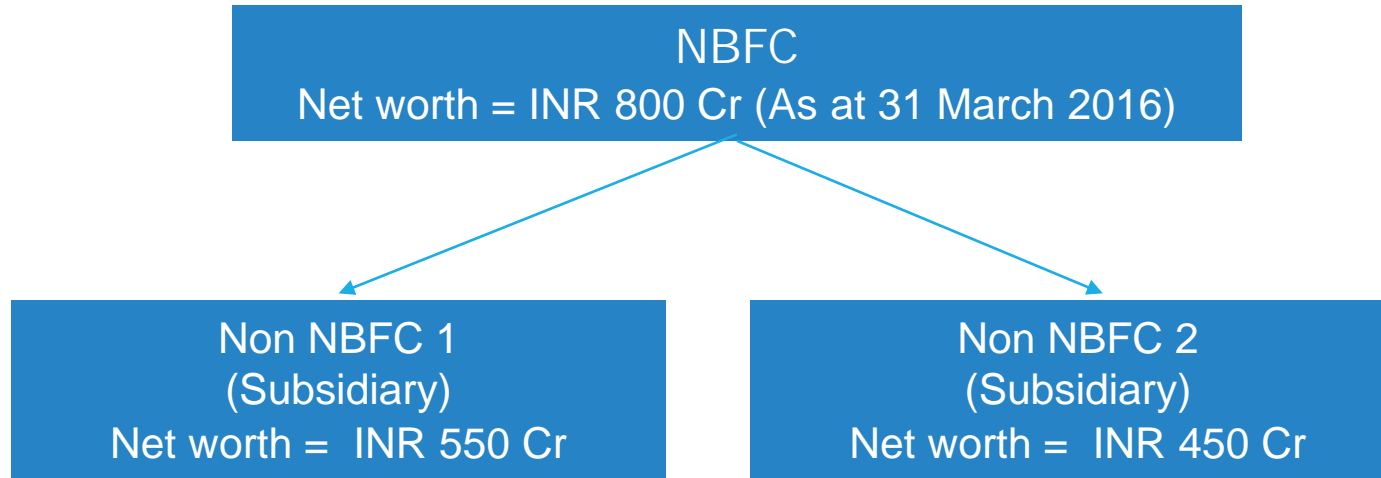 NBFC
Net worth = INR 800 Cr (As at 31 March 2016)
Non NBFC 1
(Subsidiary)
Net worth = INR 550 Cr
Non NBFC 2
(Subsidiary)
Net worth = INR 450 Cr